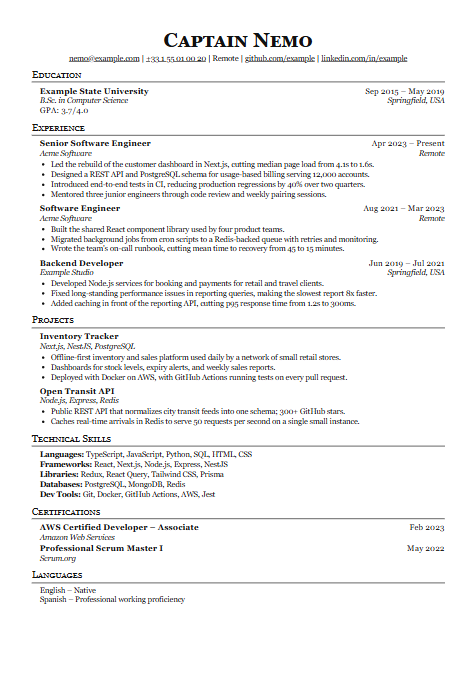 Captain Nemo
nemo@example.com | +33 1 55 01 00 20 | Remote | github.com/example | linkedin.com/in/example
Education
Example State University Sep 2015 – May 2019
B.Sc. in Computer Science Springfield, USA
GPA: 3.7/4.0
Experience
Senior Software Engineer Apr 2023 – Present
Acme Software Remote
• Led the rebuild of the customer dashboard in Next.js, cutting median page load from 4.1s to 1.6s.
• Designed a REST API and PostgreSQL schema for usage-based billing serving 12,000 accounts.
• Introduced end-to-end tests in CI, reducing production regressions by 40% over two quarters.
• Mentored three junior engineers through code review and weekly pairing sessions.
Software Engineer Aug 2021 – Mar 2023
Acme Software Remote
• Built the shared React component library used by four product teams.
• Migrated background jobs from cron scripts to a Redis-backed queue with retries and monitoring.
• Wrote the team's on-call runbook, cutting mean time to recovery from 45 to 15 minutes.
Backend Developer Jun 2019 – Jul 2021
Example Studio Springfield, USA
• Developed Node.js services for booking and payments for retail and travel clients.
• Fixed long-standing performance issues in reporting queries, making the slowest report 8x faster.
• Added caching in front of the reporting API, cutting p95 response time from 1.2s to 300ms.
Projects
Inventory Tracker
Next.js, NestJS, PostgreSQL
• Offline-first inventory and sales platform used daily by a network of small retail stores.
• Dashboards for stock levels, expiry alerts, and weekly sales reports.
• Deployed with Docker on AWS, with GitHub Actions running tests on every pull request.
Open Transit API
Node.js, Express, Redis
• Public REST API that normalizes city transit feeds into one schema; 300+ GitHub stars.
• Caches real-time arrivals in Redis to serve 50 requests per second on a single small instance.
Technical Skills
Languages: TypeScript, JavaScript, Python, SQL, HTML, CSS
Frameworks: React, Next.js, Node.js, Express, NestJS
Libraries: Redux, React Query, Tailwind CSS, Prisma
Databases: PostgreSQL, MongoDB, Redis
Dev Tools: Git, Docker, GitHub Actions, AWS, Jest
Certifications
AWS Certified Developer – Associate Feb 2023
Amazon Web Services
Professional Scrum Master I May 2022
Scrum.org
Languages
English – Native
Spanish – Professional working proficiency